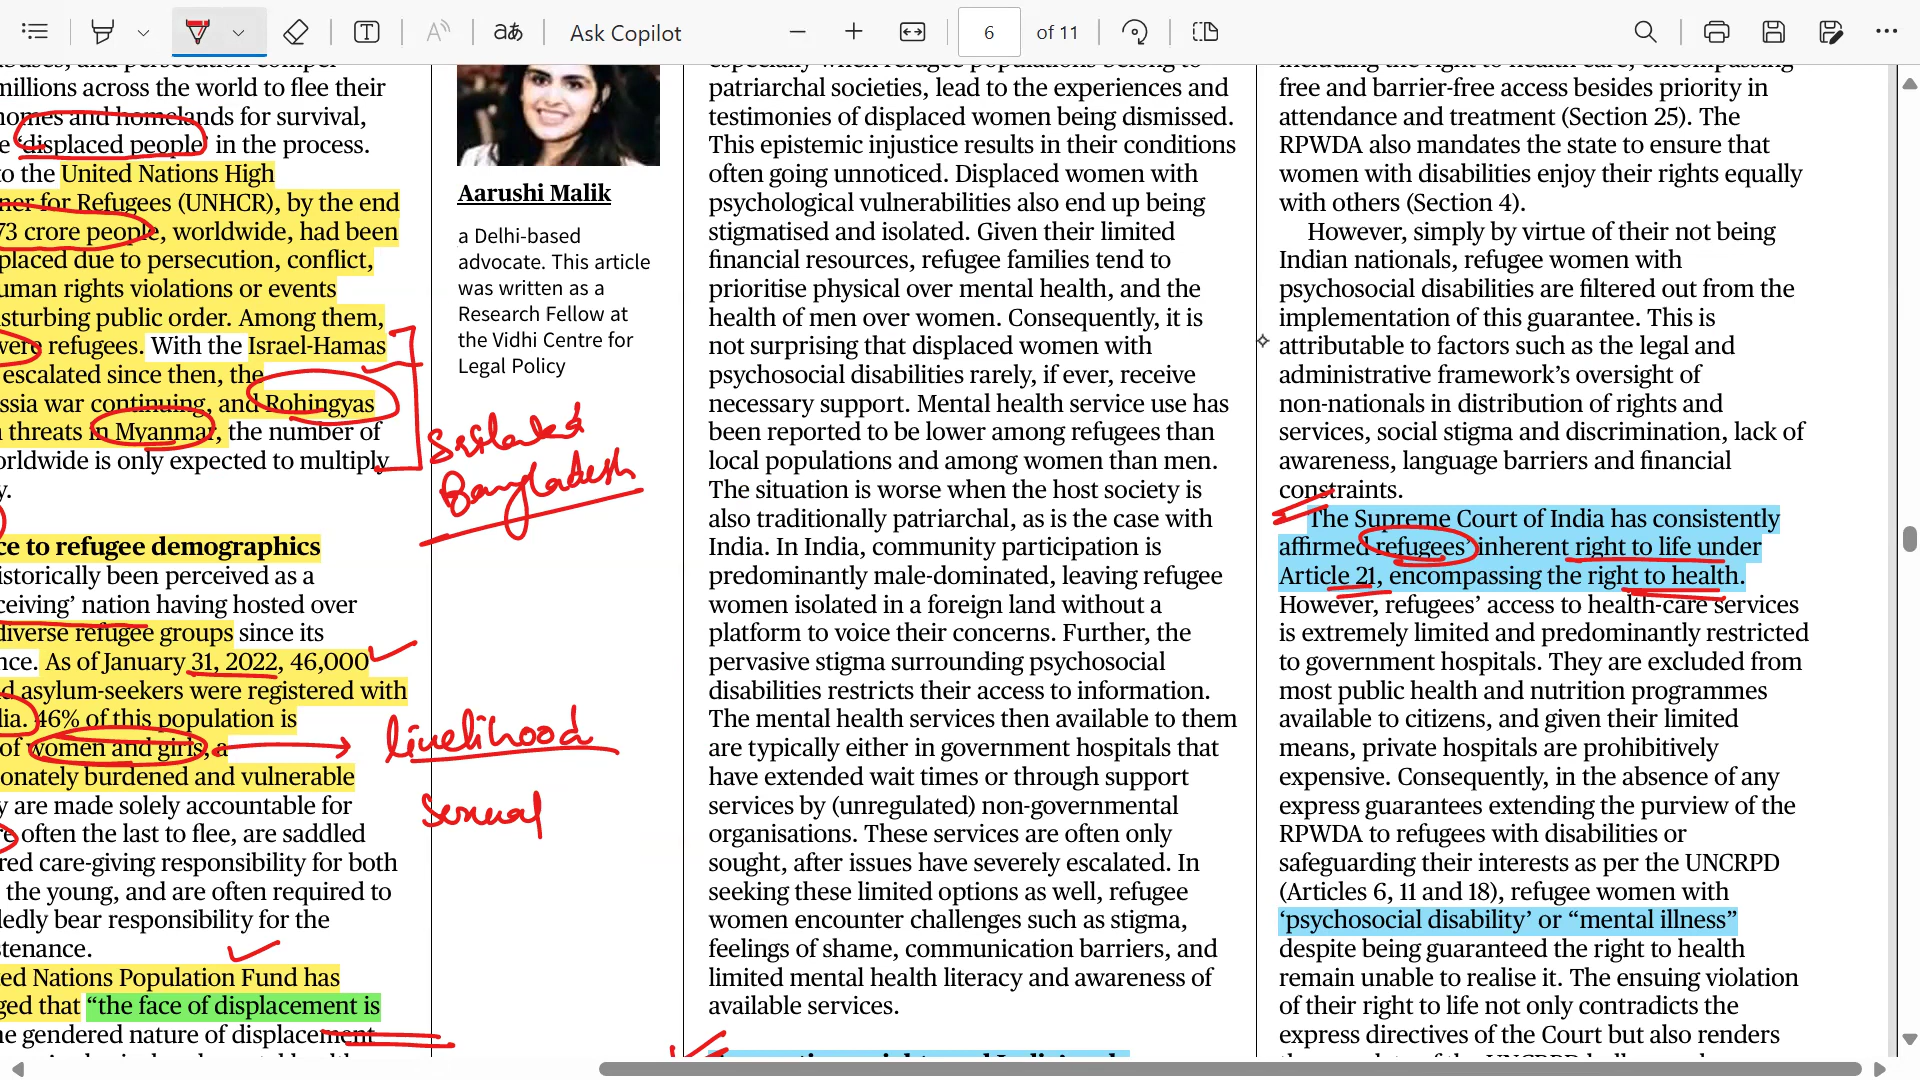 Ask Copilot
6 of 11
millions across the world to flee their
homes and homelands for survival,
'displaced people' in the process.
to the United Nations High
for Refugees (UNHCR), by the end
73 crore people, worldwide, had been
placed due to persecution, conflict,
uman rights violations or events
sturbing public order. Among them,
were refugees. With the Israel-Hamas
escalated since then, the
ssia war continuing, and Rohingyas
threats in Myanmar, the number of
orldwide is only expected to multiply
y.
ce to refugee demographics
istorically been perceived as a
ceiving' nation having hosted over
diverse refugee groups since its
nce. As of January 31, 2022, 46,000
d asylum-seekers were registered with
dia. 46% of this population is
of women and girls, a
onately burdened and vulnerable
y are made solely accountable for
re often the last to flee, are saddled
red care-giving responsibility for both
the young, and are often required to
ledly bear responsibility for the
stenance.
ted Nations Population Fund has
ged that “the face of displacement is
he gendered nature of displacement
Aarushi Malik
a Delhi-based
advocate. This article
was written as a
Research Fellow at
the Vidhi Centre for
Legal Policy
Bangladesh
livelihood
sexual
especially when refugee populations belong to
patriarchal societies, lead to the experiences and
testimonies of displaced women being dismissed.
This epistemic injustice results in their conditions
often going unnoticed. Displaced women with
psychological vulnerabilities also end up being
stigmatised and isolated. Given their limited
financial resources, refugee families tend to
prioritise physical over mental health, and the
health of men over women. Consequently, it is
not surprising that displaced women with
psychosocial disabilities rarely, if ever, receive
necessary support. Mental health service use has
been reported to be lower among refugees than
local populations and among women than men.
The situation is worse when the host society is
also traditionally patriarchal, as is the case with
India. In India, community participation is
predominantly male-dominated, leaving refugee
women isolated in a foreign land without a
platform to voice their concerns. Further, the
pervasive stigma surrounding psychosocial
disabilities restricts their access to information.
The mental health services then available to them
are typically either in government hospitals that
have extended wait times or through support
services by (unregulated) non-governmental
organisations. These services are often only
sought, after issues have severely escalated. In
seeking these limited options as well, refugee
women encounter challenges such as stigma,
feelings of shame, communication barriers, and
limited mental health literacy and awareness of
available services.
including the right to health care, encompassing
free and barrier-free access besides priority in
attendance and treatment (Section 25). The
RPWDA also mandates the state to ensure that
women with disabilities enjoy their rights equally
with others (Section 4).
However, simply by virtue of their not being
Indian nationals, refugee women with
psychosocial disabilities are filtered out from the
implementation of this guarantee. This is
attributable to factors such as the legal and
administrative framework’s oversight of
non-nationals in distribution of rights and
services, social stigma and discrimination, lack of
awareness, language barriers and financial
constraints.
The Supreme Court of India has consistently
affirmed refugees’ inherent right to life under
Article 21, encompassing the right to health.
However, refugees’ access to health-care services
is extremely limited and predominantly restricted
to government hospitals. They are excluded from
most public health and nutrition programmes
available to citizens, and given their limited
means, private hospitals are prohibitively
expensive. Consequently, in the absence of any
express guarantees extending the purview of the
RPWDA to refugees with disabilities or
safeguarding their interests as per the UNCRPD
(Articles 6, 11 and 18), refugee women with
‘psychosocial disability’ or “mental illness”
despite being guaranteed the right to health
remain unable to realise it. The ensuing violation
of their right to life not only contradicts the
express directives of the Court but also renders